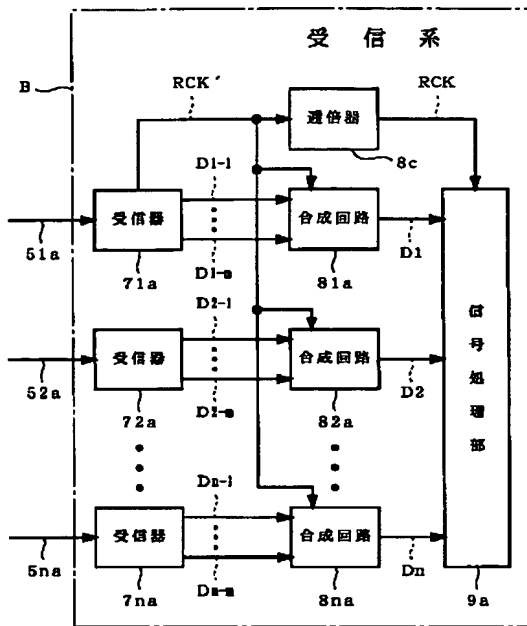 受信系
B
RCK'
RCK
逓倍器
8c
D1-1
D1-m
51a
受信器
71a
合成回路
81a
D1
D2-1
D2-m
52a
受信器
72a
合成回路
82a
D2
Dn-1
Dn-m
5na
受信器
7na
合成回路
8na
Dn
信号処理部
9a